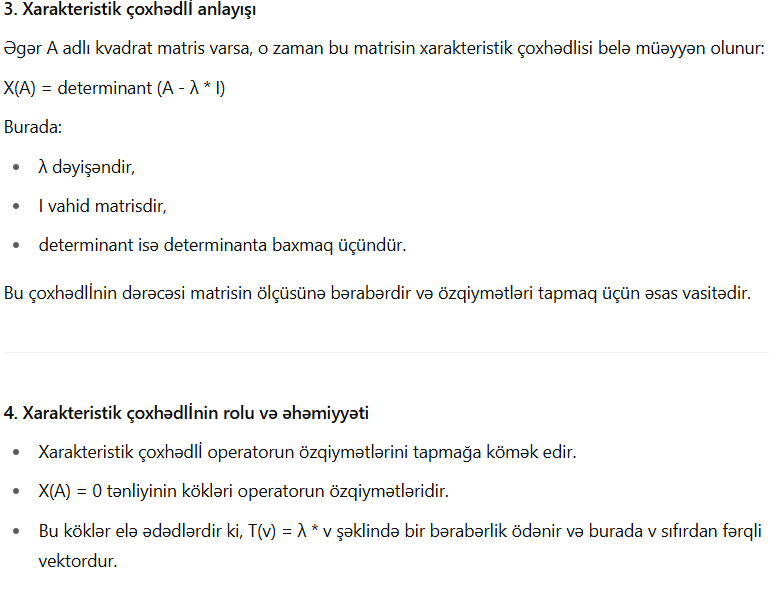 3. Xarakteristik çoxhədlİ anlayışı
Əgər A adlı kvadrat matris varsa, o zaman bu matrisin xarakteristik çoxhədlisi belə müəyyən olunur:
X(A) = determinant (A - λ * I)
Burada:
• λ dəyişəndir,
• I vahid matrisdir,
• determinant isə determinanta baxmaq üçündür.
Bu çoxhədlİnin dərəcəsi matrisin ölçüsünə bərabərdir və özqiymətləri tapmaq üçün əsas vasitədir.
4. Xarakteristik çoxhədlİnin rolu və əhəmiyyəti
• Xarakteristik çoxhədlİ operatorun özqiymətlərini tapmağa kömək edir.
• X(A) = 0 tənliyinin kökləri operatorun özqiymətləridir.
• Bu köklər elə ədədlərdir ki, T(v) = λ * v şəklində bir bərabərlik ödənir və burada v sıfırdan fərqli
vektordur.